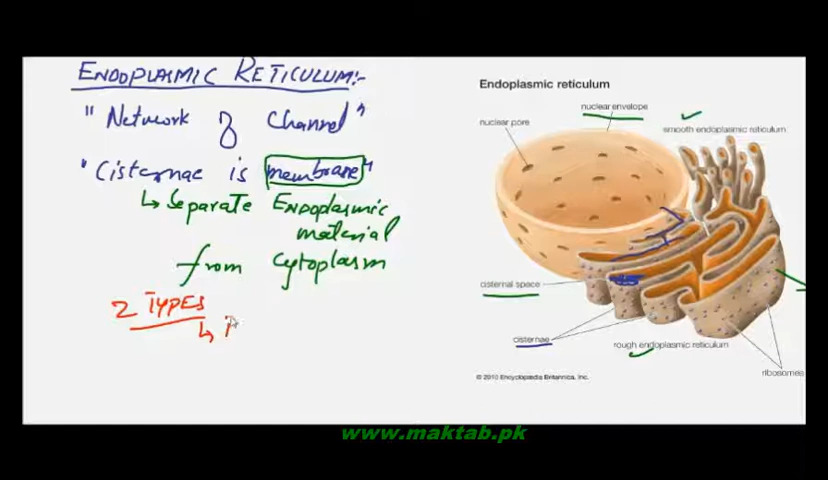 ENDOPLASMIC RETICULUM:-
"Network of Channel"
"Cisternae is membrane"
↳ Separate Endoplasmic
material
from cytoplasm
2 TYPES
↳ i
Endoplasmic reticulum
nuclear envelope
nuclear pore
smooth endoplasmic reticulum
cisternal space
cisternae
rough endoplasmic reticulum
ribosomes
© 2010 Encyclopædia Britannica, Inc.
www.maktab.pk